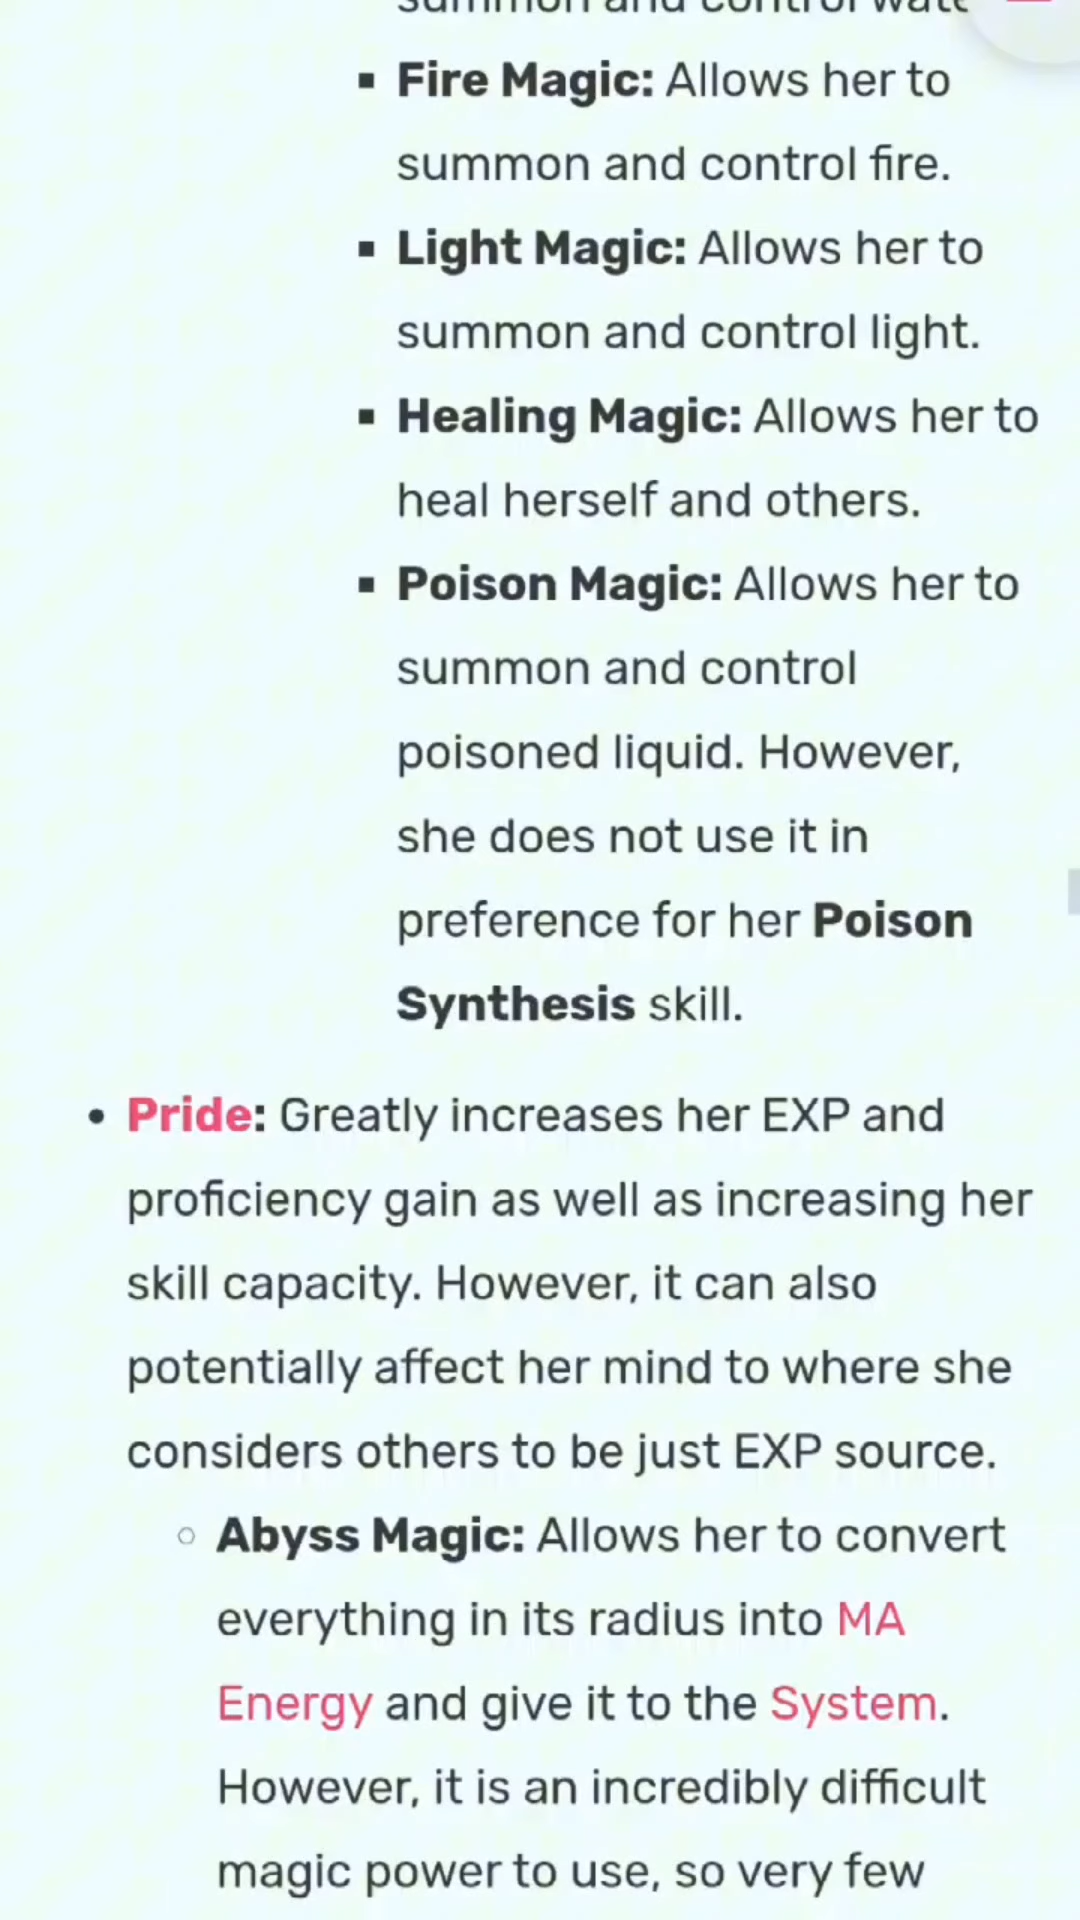 summon and control wate
▪ Fire Magic: Allows her to
summon and control fire.
▪ Light Magic: Allows her to
summon and control light.
▪ Healing Magic: Allows her to
heal herself and others.
▪ Poison Magic: Allows her to
summon and control
poisoned liquid. However,
she does not use it in
preference for her Poison
Synthesis skill.
• Pride: Greatly increases her EXP and
proficiency gain as well as increasing her
skill capacity. However, it can also
potentially affect her mind to where she
considers others to be just EXP source.
○ Abyss Magic: Allows her to convert
everything in its radius into MA
Energy and give it to the System.
However, it is an incredibly difficult
magic power to use, so very few